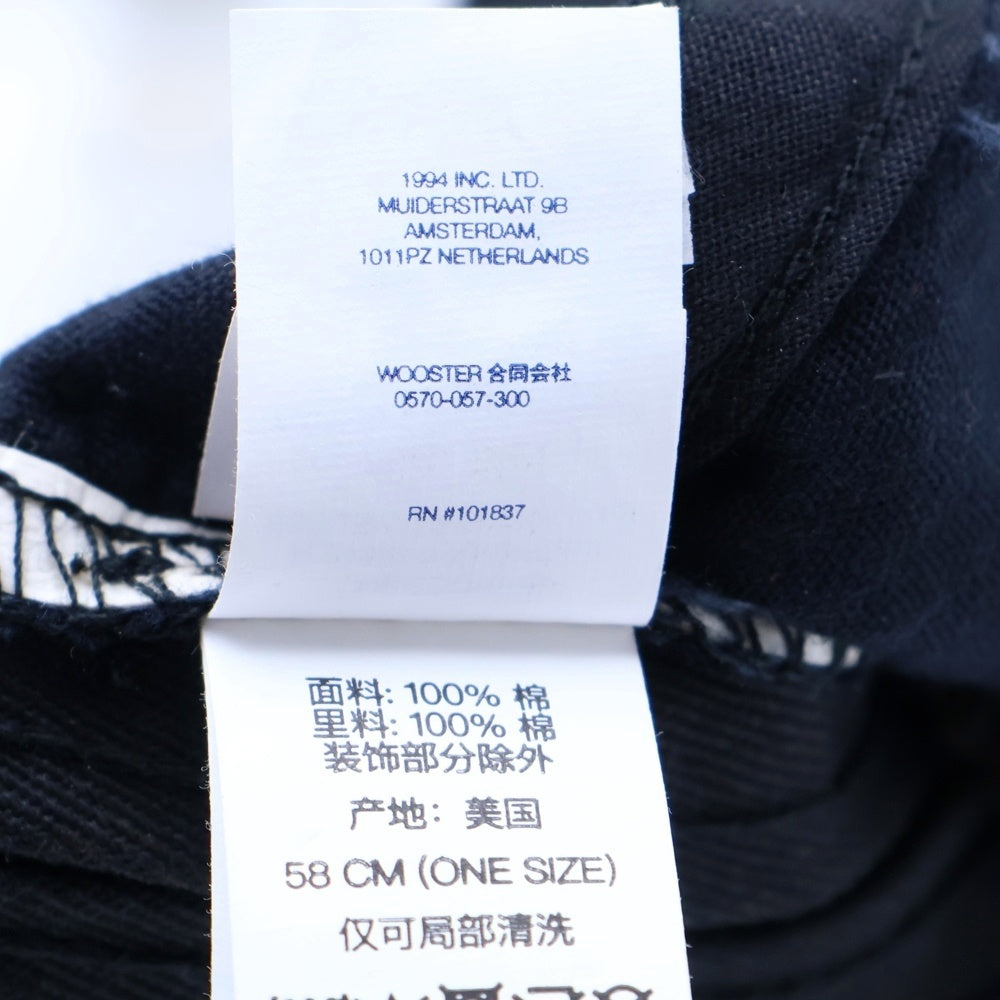 1994 INC. LTD.
MUIDERSTRAAT 9B
AMSTERDAM,
1011PZ NETHERLANDS
WOOSTER 合同会社
0570-057-300
RN #101837
面料: 100% 棉
里料: 100% 棉
装饰部分除外
产地: 美国
58 CM (ONE SIZE)
仅可局部清洗